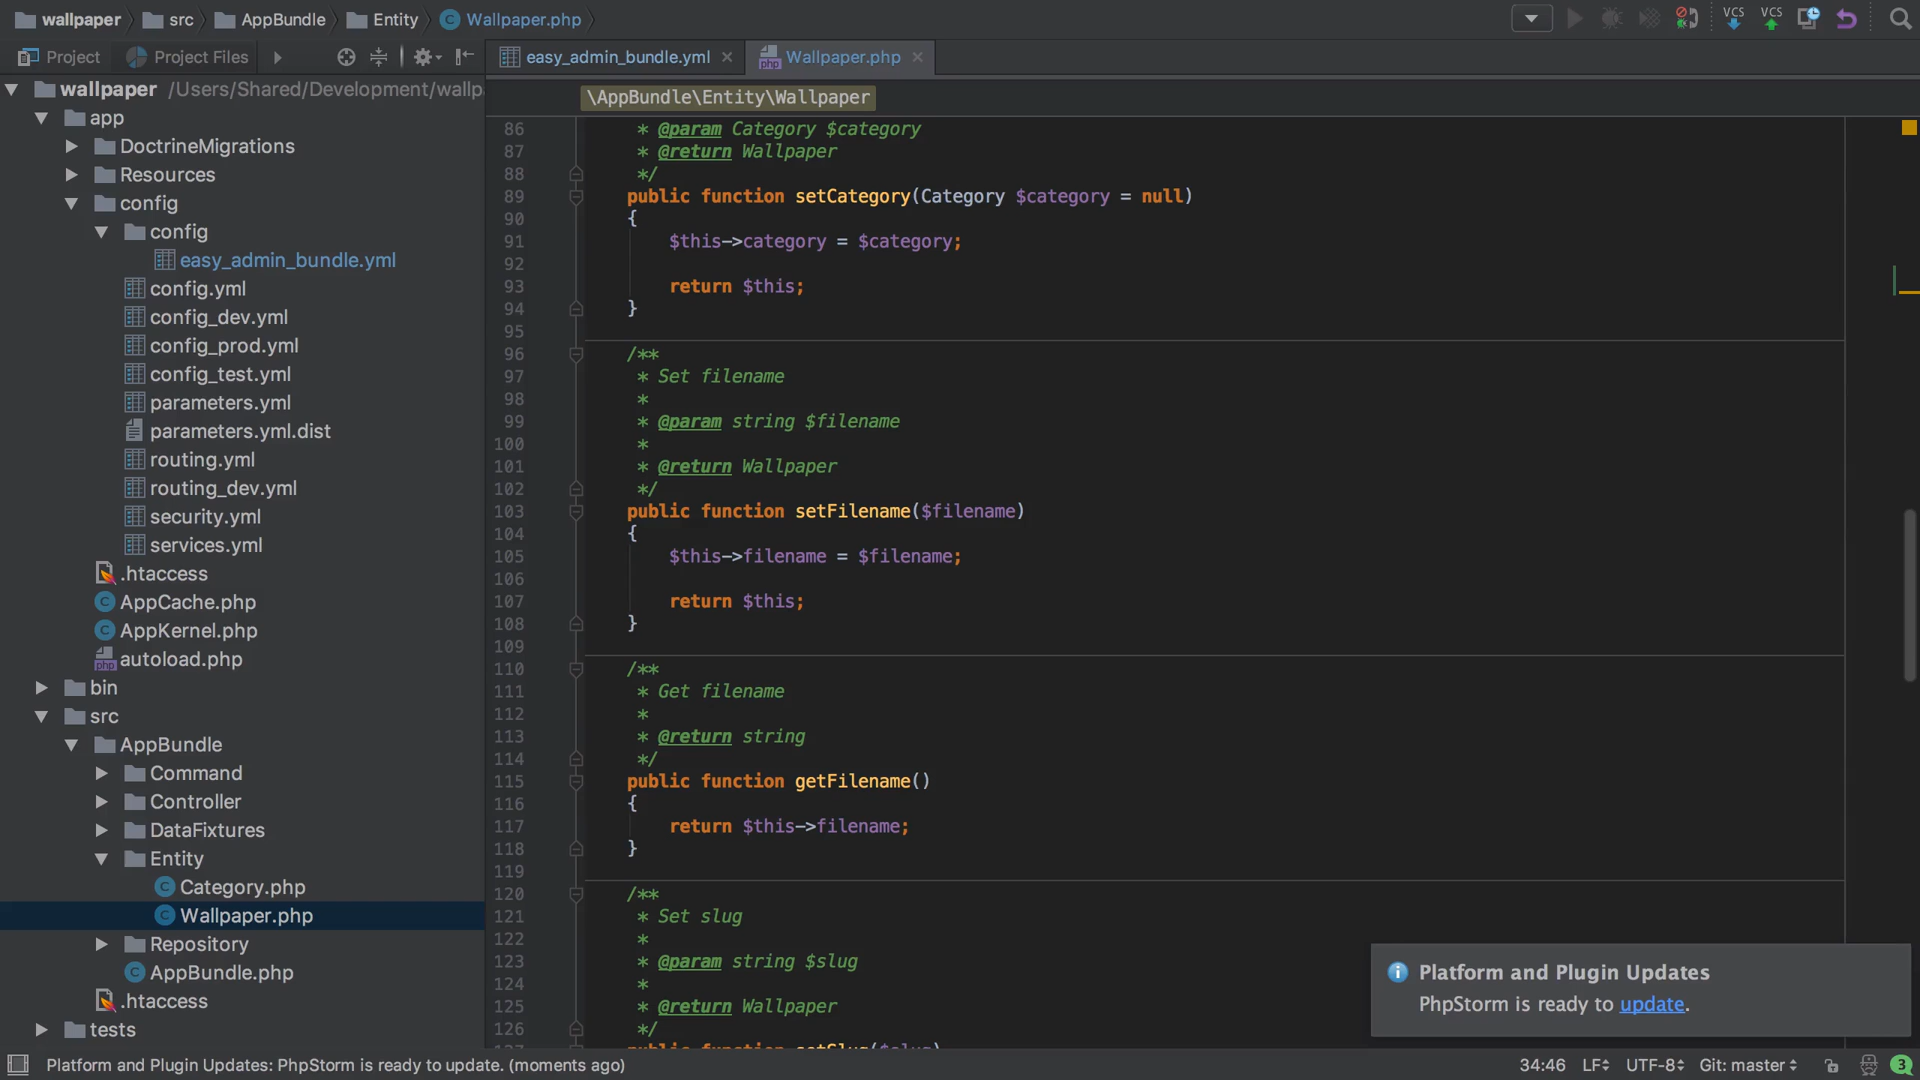 wallpaper src AppBundle Entity Wallpaper.php
VCS VCS
Project Project Files
easy_admin_bundle.yml Wallpaper.php
\AppBundle\Entity\Wallpaper
wallpaper /Users/Shared/Development/wallp
app
DoctrineMigrations
Resources
config
config
easy_admin_bundle.yml
config.yml
config_dev.yml
config_prod.yml
config_test.yml
parameters.yml
parameters.yml.dist
routing.yml
routing_dev.yml
security.yml
services.yml
.htaccess
AppCache.php
AppKernel.php
autoload.php
bin
src
AppBundle
Command
Controller
DataFixtures
Entity
Category.php
Wallpaper.php
Repository
AppBundle.php
.htaccess
tests
86 * @param Category $category
87 * @return Wallpaper
88 */
89 public function setCategory(Category $category = null)
90 {
91 $this->category = $category;
92
93 return $this;
94 }
95
96 /**
97 * Set filename
98 *
99 * @param string $filename
100 *
101 * @return Wallpaper
102 */
103 public function setFilename($filename)
104 {
105 $this->filename = $filename;
106
107 return $this;
108 }
109
110 /**
111 * Get filename
112 *
113 * @return string
114 */
115 public function getFilename()
116 {
117 return $this->filename;
118 }
119
120 /**
121 * Set slug
122 *
123 * @param string $slug
124 *
125 * @return Wallpaper
126 */
127 public function setSlug($slug)
Platform and Plugin Updates
PhpStorm is ready to update.
Platform and Plugin Updates: PhpStorm is ready to update. (moments ago) 34:46 LF UTF-8 Git: master 3